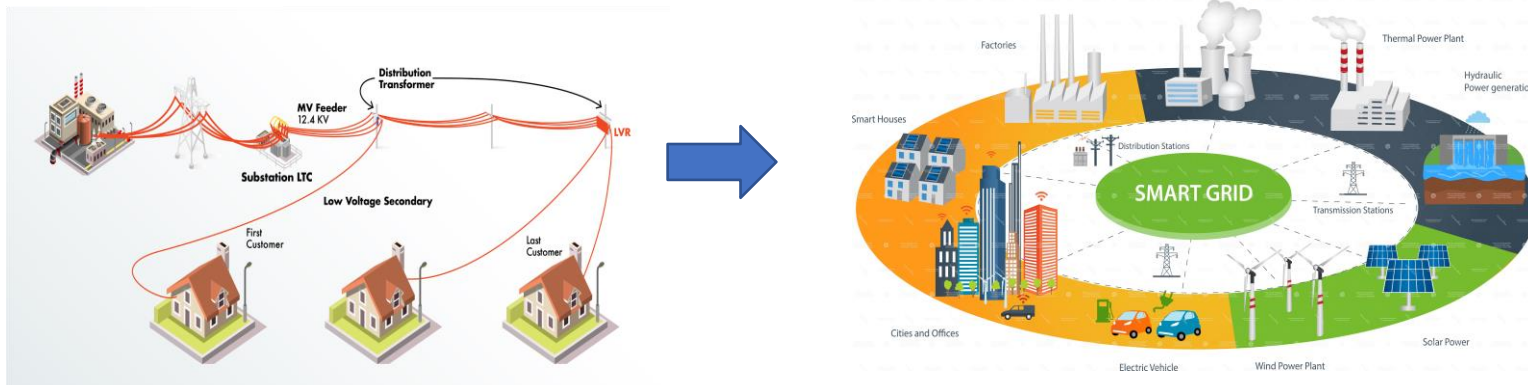 Distribution
Transformer
MV Feeder
12.4 KV
LVR
Substation LTC
Low Voltage Secondary
First
Customer
Last
Customer
Factories
Thermal Power Plant
Hydraulic
Power generatio
Smart Houses
Distribution Stations
SMART GRID
Transmission Stations
Cities and Offices
Electric Vehicle
Wind Power Plant
Solar Power